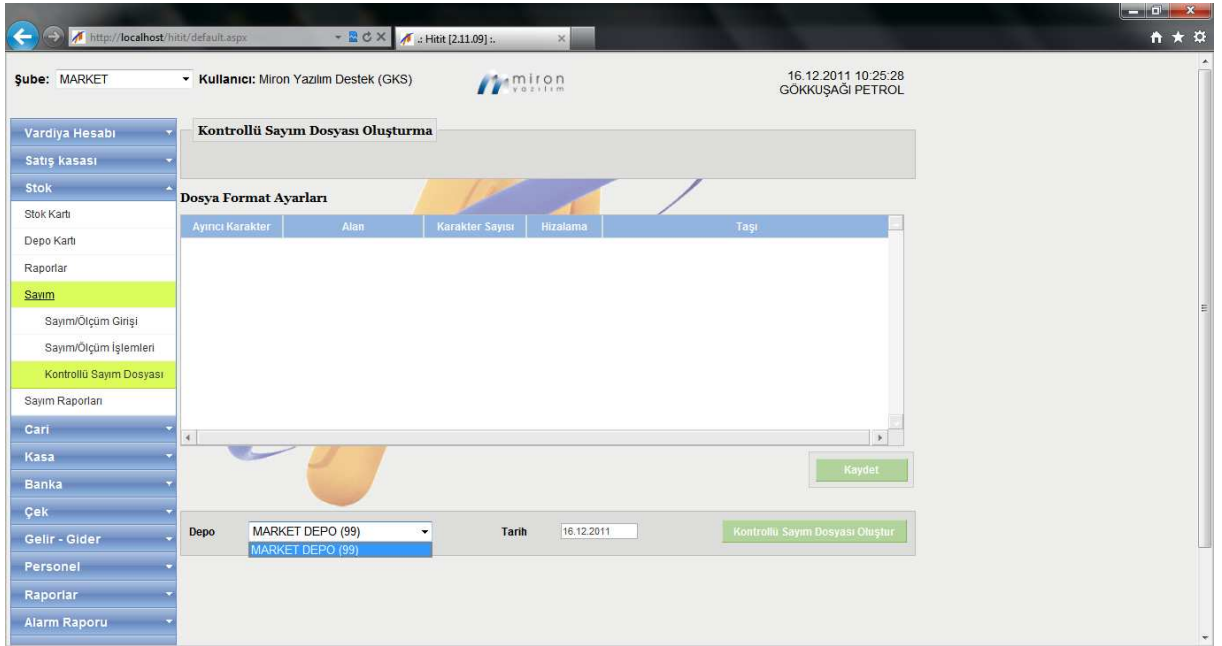 http://localhost/hitit/default.aspx
.: Hitit [2.11.09] :.
Şube: MARKET
Kullanıcı: Miron Yazılım Destek (GKS)
miron
yazılım
16.12.2011 10:25:28
GÖKKUŞAĞI PETROL
Vardiya Hesabı
Satış kasası
Stok
Stok Kartı
Depo Kartı
Raporlar
Sayım
Sayım/Ölçüm Girişi
Sayım/Ölçüm İşlemleri
Kontrollü Sayım Dosyası
Sayım Raporları
Cari
Kasa
Banka
Çek
Gelir - Gider
Personel
Raporlar
Alarm Raporu
Kontrollü Sayım Dosyası Oluşturma
Dosya Format Ayarları
Ayırıcı Karakter Alan Karakter Sayısı Hizalama Taşı
Kaydet
Depo MARKET DEPO (99) Tarih 16.12.2011 Kontrollü Sayım Dosyası Oluştur
MARKET DEPO (99)